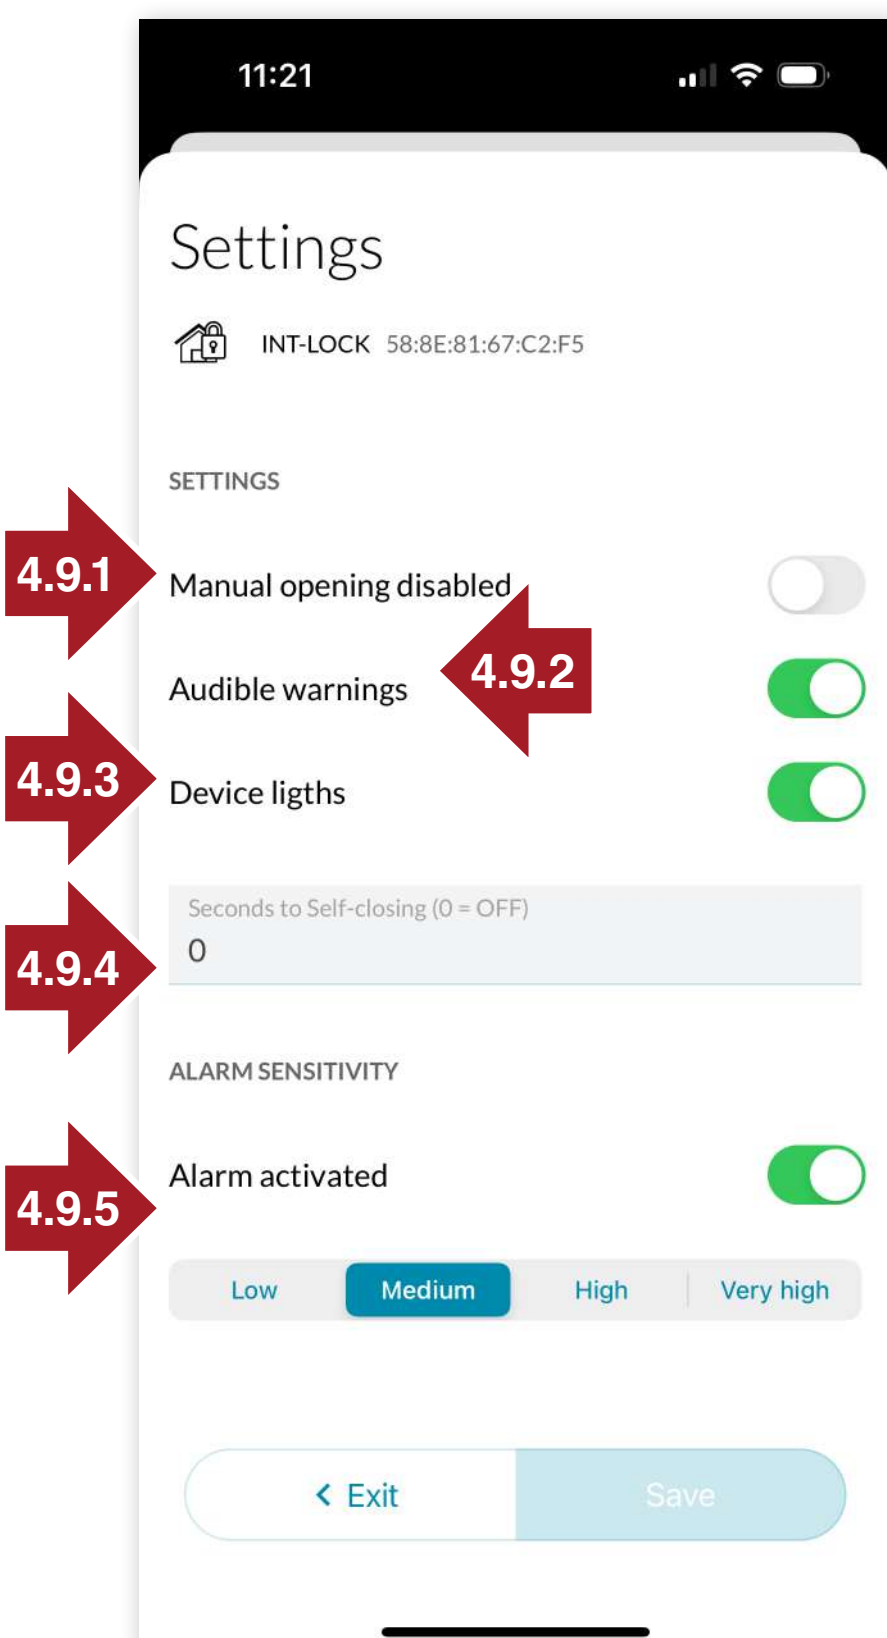 11:21
Settings
INT-LOCK 58:8E:81:67:C2:F5
SETTINGS
4.9.1
Manual opening disabled
4.9.2
Audible warnings
4.9.3
Device ligths
Seconds to Self-closing (0 = OFF)
0
4.9.4
ALARM SENSITIVITY
Alarm activated
4.9.5
Low Medium High Very high
< Exit Save